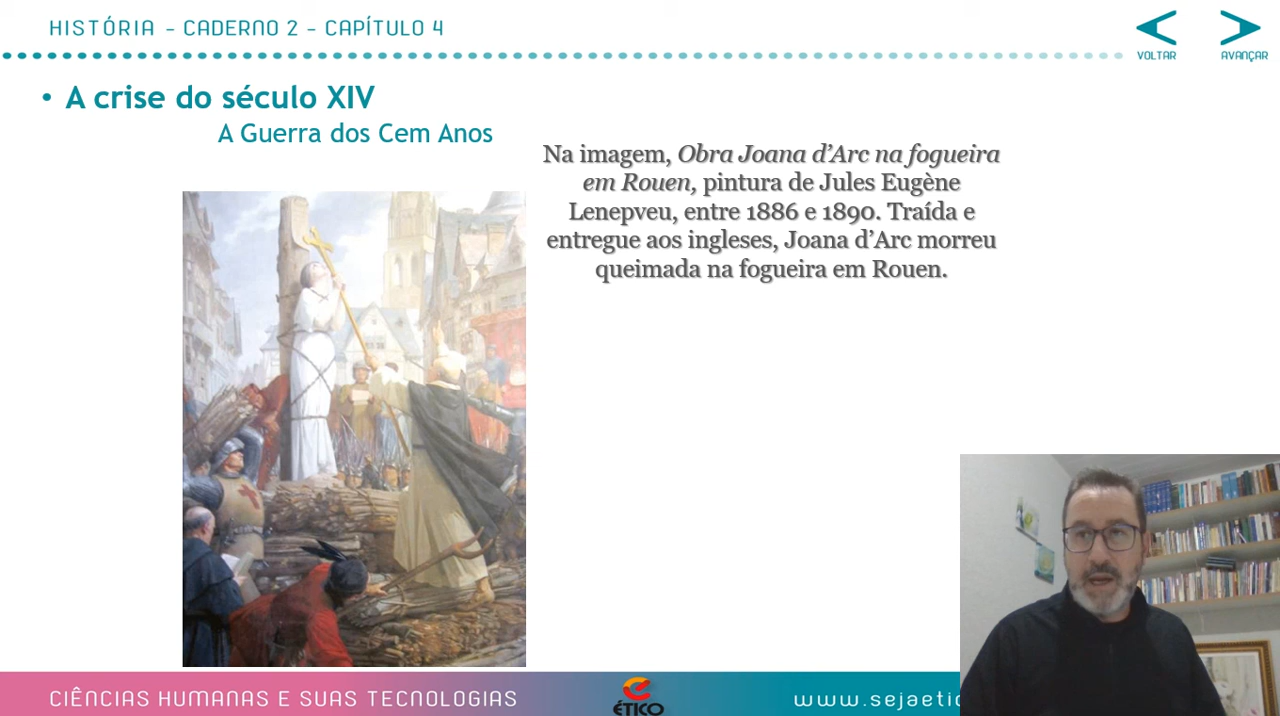 HISTÓRIA - CADERNO 2 - CAPÍTULO 4
VOLTAR
AVANÇAR
• A crise do século XIV
A Guerra dos Cem Anos
Na imagem, Obra Joana d’Arc na fogueira
em Rouen, pintura de Jules Eugène
Lenepveu, entre 1886 e 1890. Traída e
entregue aos ingleses, Joana d’Arc morreu
queimada na fogueira em Rouen.
CIÊNCIAS HUMANAS E SUAS TECNOLOGIAS
ÉTICO
www.sejaetic